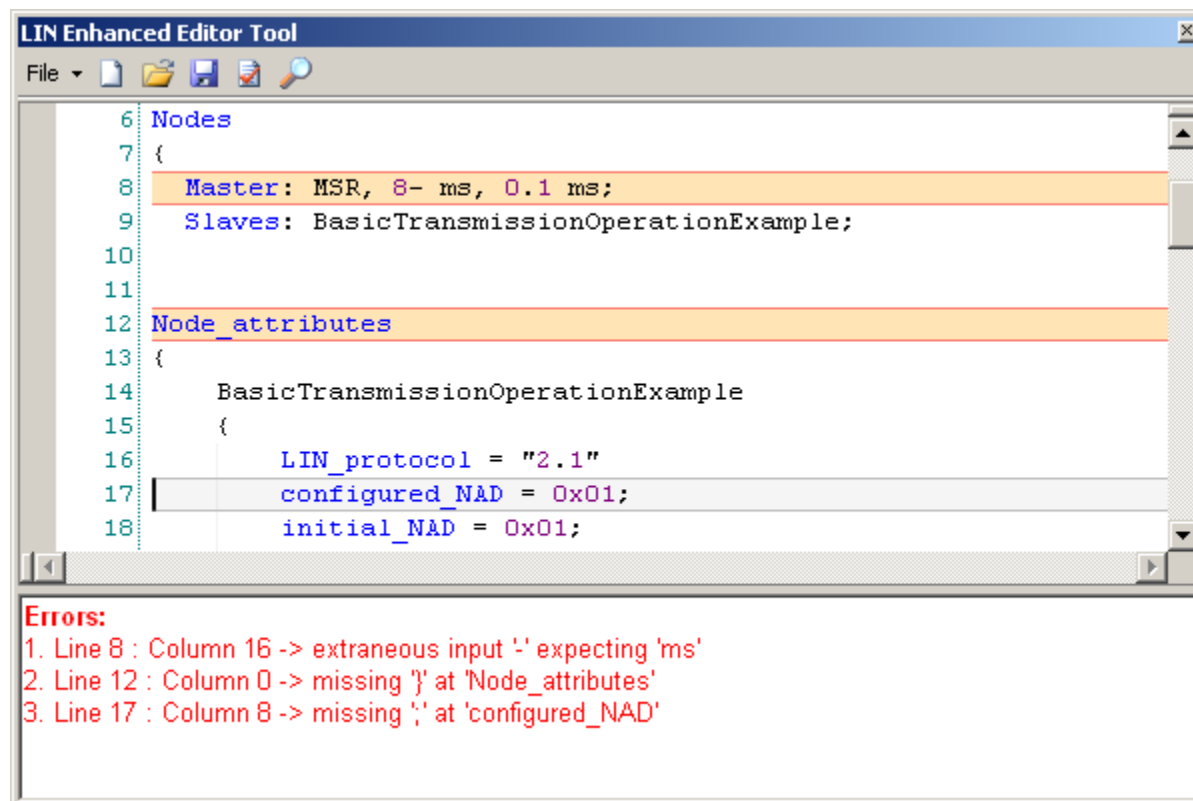 LIN Enhanced Editor Tool
File
6 Nodes
7 {
8 Master: MSR, 8- ms, 0.1 ms;
9 Slaves: BasicTransmissionOperationExample;
10
11
12 Node_attributes
13 {
14 BasicTransmissionOperationExample
15 {
16 LIN_protocol = "2.1"
17 configured_NAD = 0x01;
18 initial_NAD = 0x01;
Errors:
1. Line 8 : Column 16 -> extraneous input '-' expecting 'ms'
2. Line 12 : Column 0 -> missing '}' at 'Node_attributes'
3. Line 17 : Column 8 -> missing ';' at 'configured_NAD'